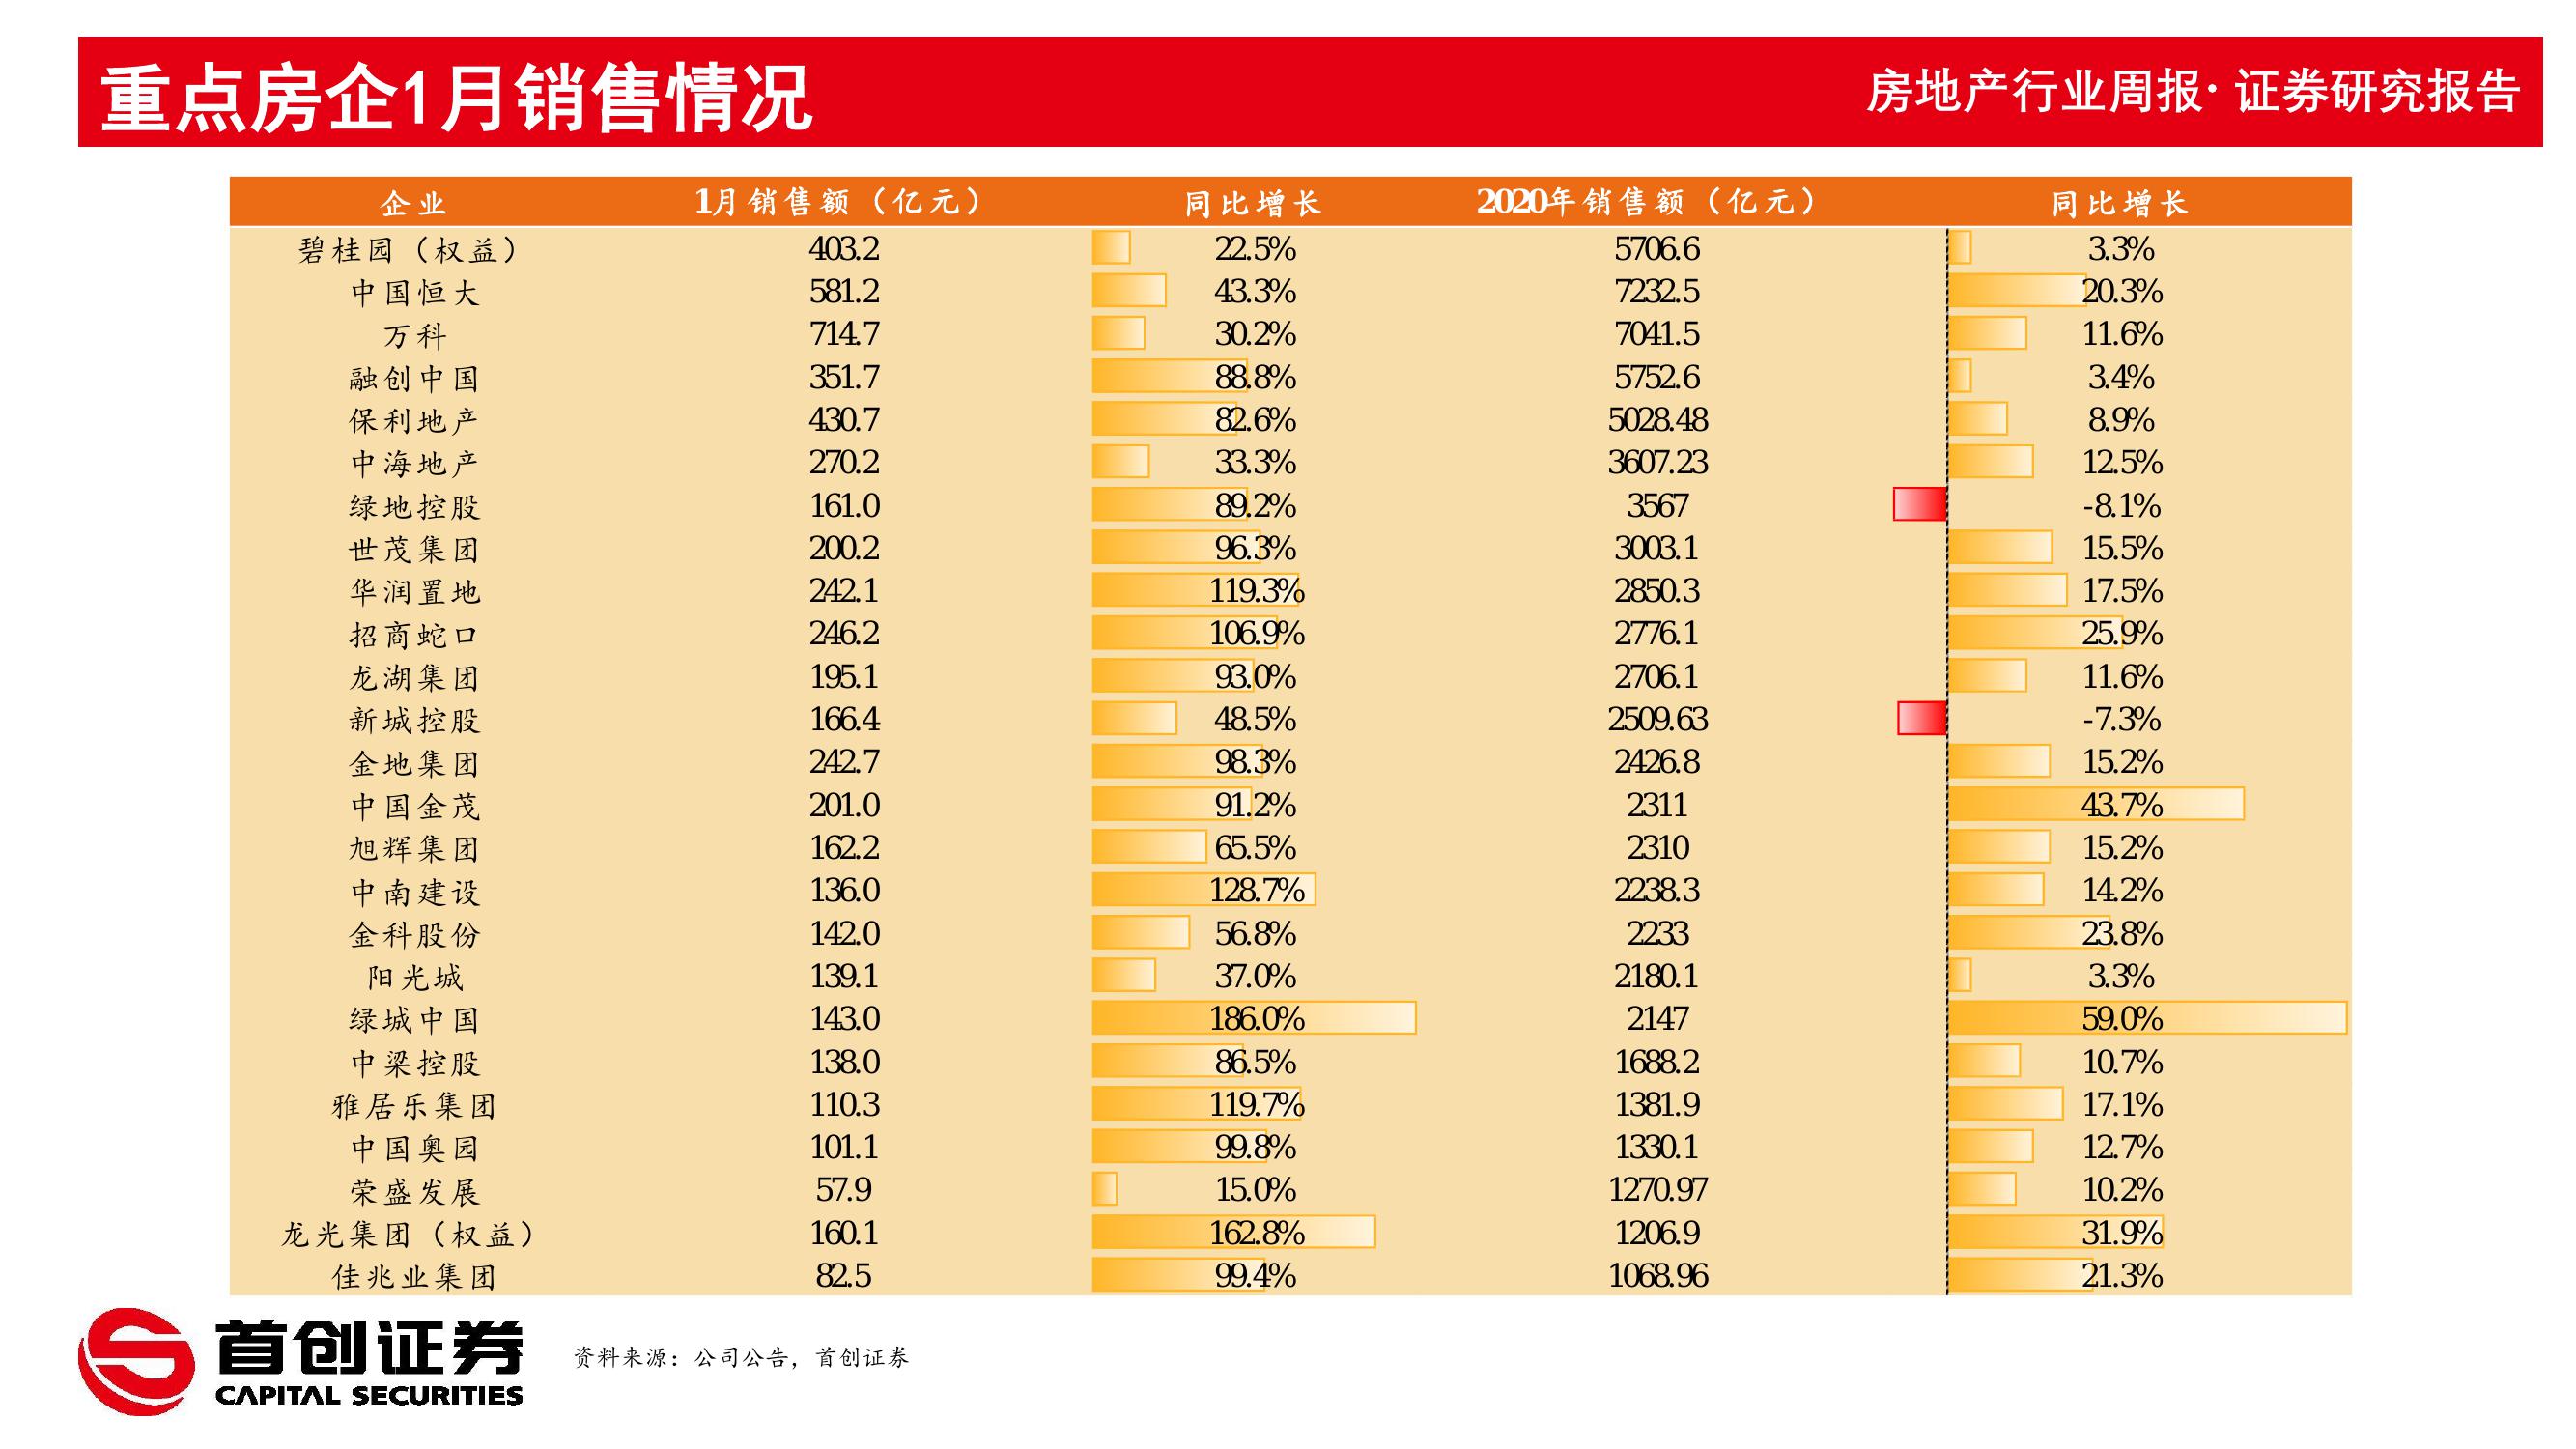 重点房企1月销售情况
房地产行业周报·证券研究报告
企业 1月销售额（亿元） 同比增长 2020年销售额（亿元） 同比增长
碧桂园（权益） 403.2 22.5% 5706.6 3.3%
中国恒大 581.2 43.3% 7232.5 20.3%
万科 714.7 30.2% 7041.5 11.6%
融创中国 351.7 88.8% 5752.6 3.4%
保利地产 430.7 82.6% 5028.48 8.9%
中海地产 270.2 33.3% 3607.23 12.5%
绿地控股 161.0 89.2% 3567 -8.1%
世茂集团 200.2 96.3% 3003.1 15.5%
华润置地 242.1 119.3% 2850.3 17.5%
招商蛇口 246.2 106.9% 2776.1 25.9%
龙湖集团 195.1 93.0% 2706.1 11.6%
新城控股 166.4 48.5% 2509.63 -7.3%
金地集团 242.7 98.3% 2426.8 15.2%
中国金茂 201.0 91.2% 2311 43.7%
旭辉集团 162.2 65.5% 2310 15.2%
中南建设 136.0 128.7% 2238.3 14.2%
金科股份 142.0 56.8% 2233 23.8%
阳光城 139.1 37.0% 2180.1 3.3%
绿城中国 143.0 186.0% 2147 59.0%
中梁控股 138.0 86.5% 1688.2 10.7%
雅居乐集团 110.3 119.7% 1381.9 17.1%
中国奥园 101.1 99.8% 1330.1 12.7%
荣盛发展 57.9 15.0% 1270.97 10.2%
龙光集团（权益） 160.1 162.8% 1206.9 31.9%
佳兆业集团 82.5 99.4% 1068.96 21.3%
首创证券
CAPITAL SECURITIES
资料来源：公司公告，首创证券